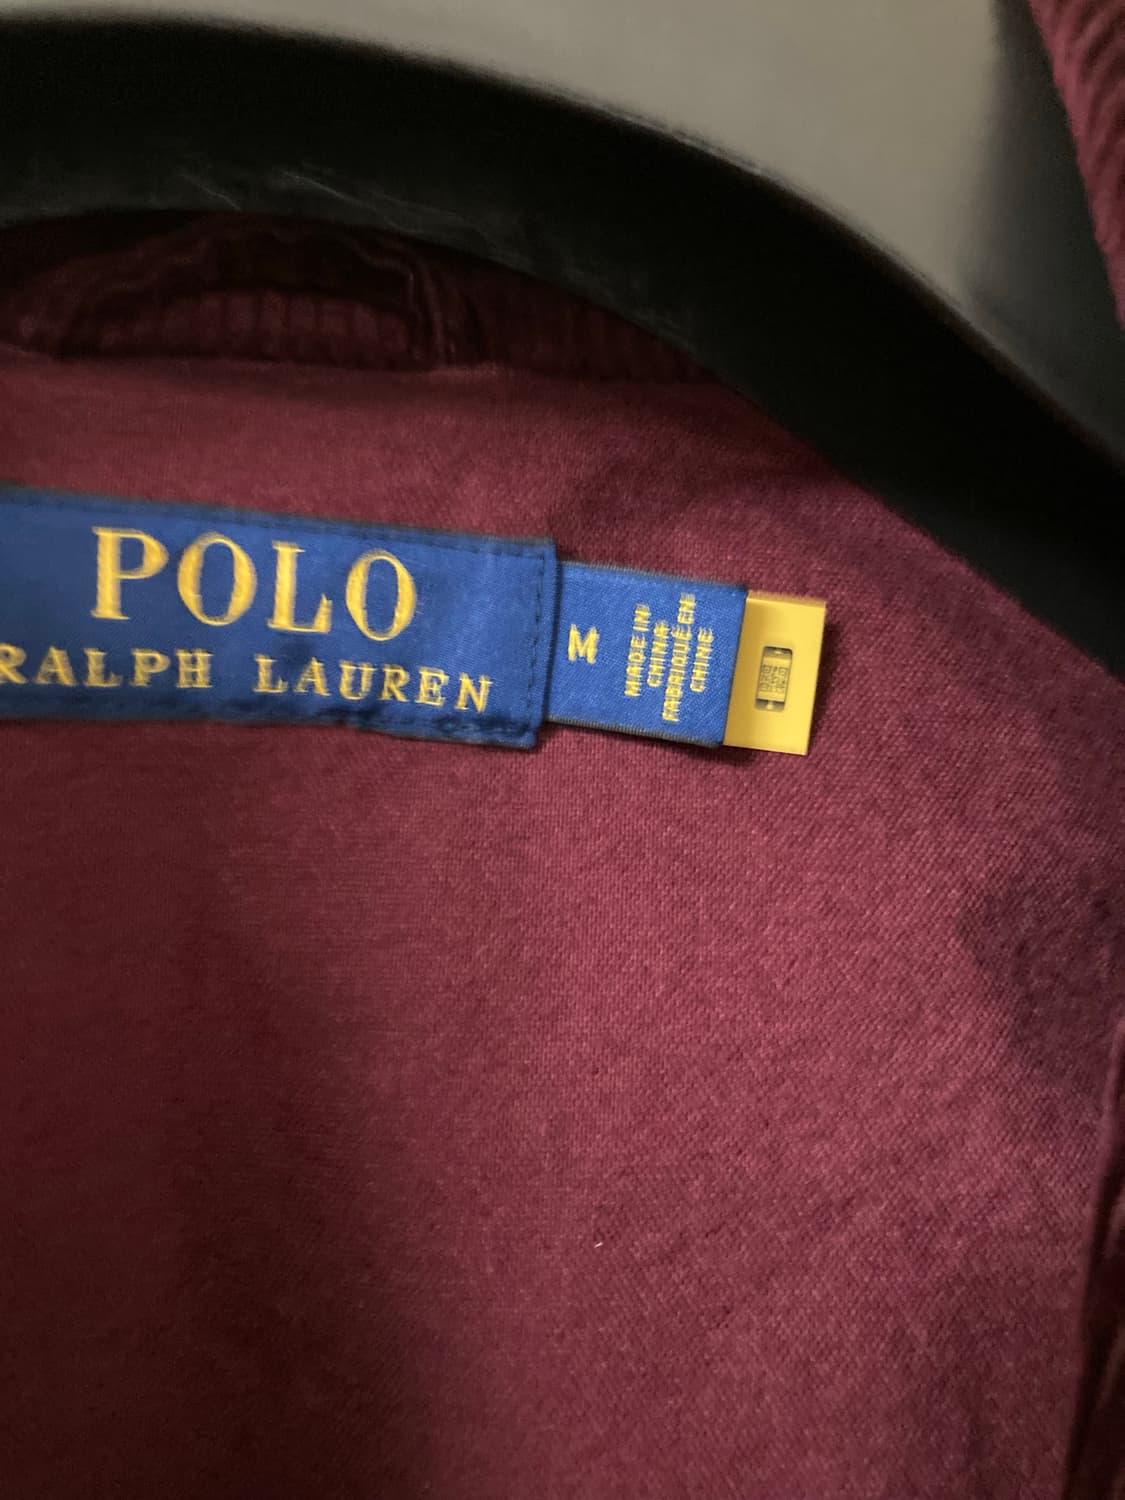 POLO
RALPH LAUREN
M
MADE IN
CHINA
FABRIQUÉ EN
CHINE